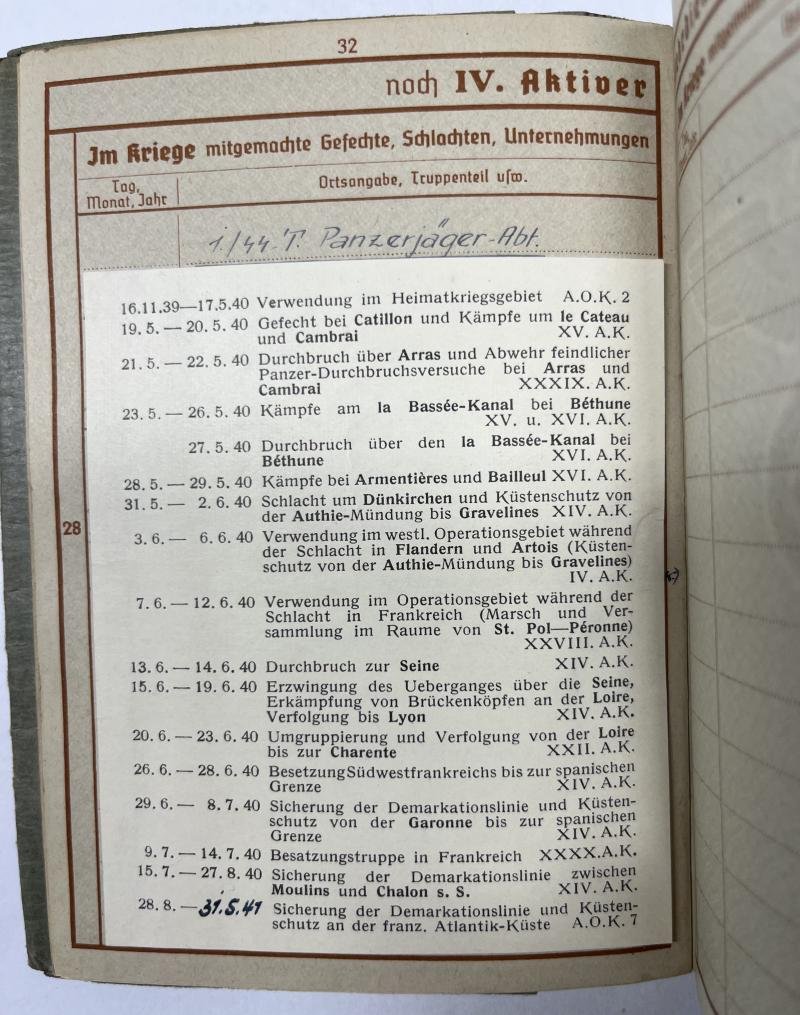 32
noch IV. Aktiver
Im Kriege mitgemachte Gefechte, Schlachten, Unternehmungen
Tag,
Monat, Jahr
Ortsangabe, Truppenteil usw.
Panzerjäger-Abt.
16.11.39—17.5.40 Verwendung im Heimatkriegsgebiet A.O.K. 2
19. 5. — 20. 5. 40 Gefecht bei Catillon und Kämpfe um le Cateau
und Cambrai XV. A.K.
21. 5. — 22. 5. 40 Durchbruch über Arras und Abwehr feindlicher
Panzer-Durchbruchsversuche bei Arras und
Cambrai XXXIX. A.K.
23. 5. — 26. 5. 40 Kämpfe am la Bassée-Kanal bei Béthune
XV. u. XVI. A.K.
27. 5. 40 Durchbruch über den la Bassée-Kanal bei
Béthune XVI. A.K.
28. 5. — 29. 5. 40 Kämpfe bei Armentières und Bailleul XVI. A.K.
31. 5. — 2. 6. 40 Schlacht um Dünkirchen und Küstenschutz von
der Authie-Mündung bis Gravelines XIV. A.K.
28
3. 6. — 6. 6. 40 Verwendung im westl. Operationsgebiet während
der Schlacht in Flandern und Artois (Küsten-
schutz von der Authie-Mündung bis Gravelines)
IV. A.K.
7. 6. — 12. 6. 40 Verwendung im Operationsgebiet während der
Schlacht in Frankreich (Marsch und Ver-
sammlung im Raume von St. Pol—Péronne)
XXVIII. A.K.
13. 6. — 14. 6. 40 Durchbruch zur Seine XIV. A.K.
15. 6. — 19. 6. 40 Erzwingung des Ueberganges über die Seine,
Erkämpfung von Brückenköpfen an der Loire,
Verfolgung bis Lyon XIV. A.K.
20. 6. — 23. 6. 40 Umgruppierung und Verfolgung von der Loire
bis zur Charente XXII. A.K.
26. 6. — 28. 6. 40 Besetzung Südwestfrankreichs bis zur spanischen
Grenze XIV. A.K.
29. 6. — 8. 7. 40 Sicherung der Demarkationslinie und Küsten-
schutz von der Garonne bis zur spanischen
Grenze XIV. A.K.
9. 7. — 14. 7. 40 Besatzungstruppe in Frankreich XXXX.A.K.
15. 7. — 27. 8. 40 Sicherung der Demarkationslinie zwischen
Moulins und Chalon s. S. XIV. A.K.
28. 8. — 31.5.41 Sicherung der Demarkationslinie und Küsten-
schutz an der franz. Atlantik-Küste A.O.K. 7